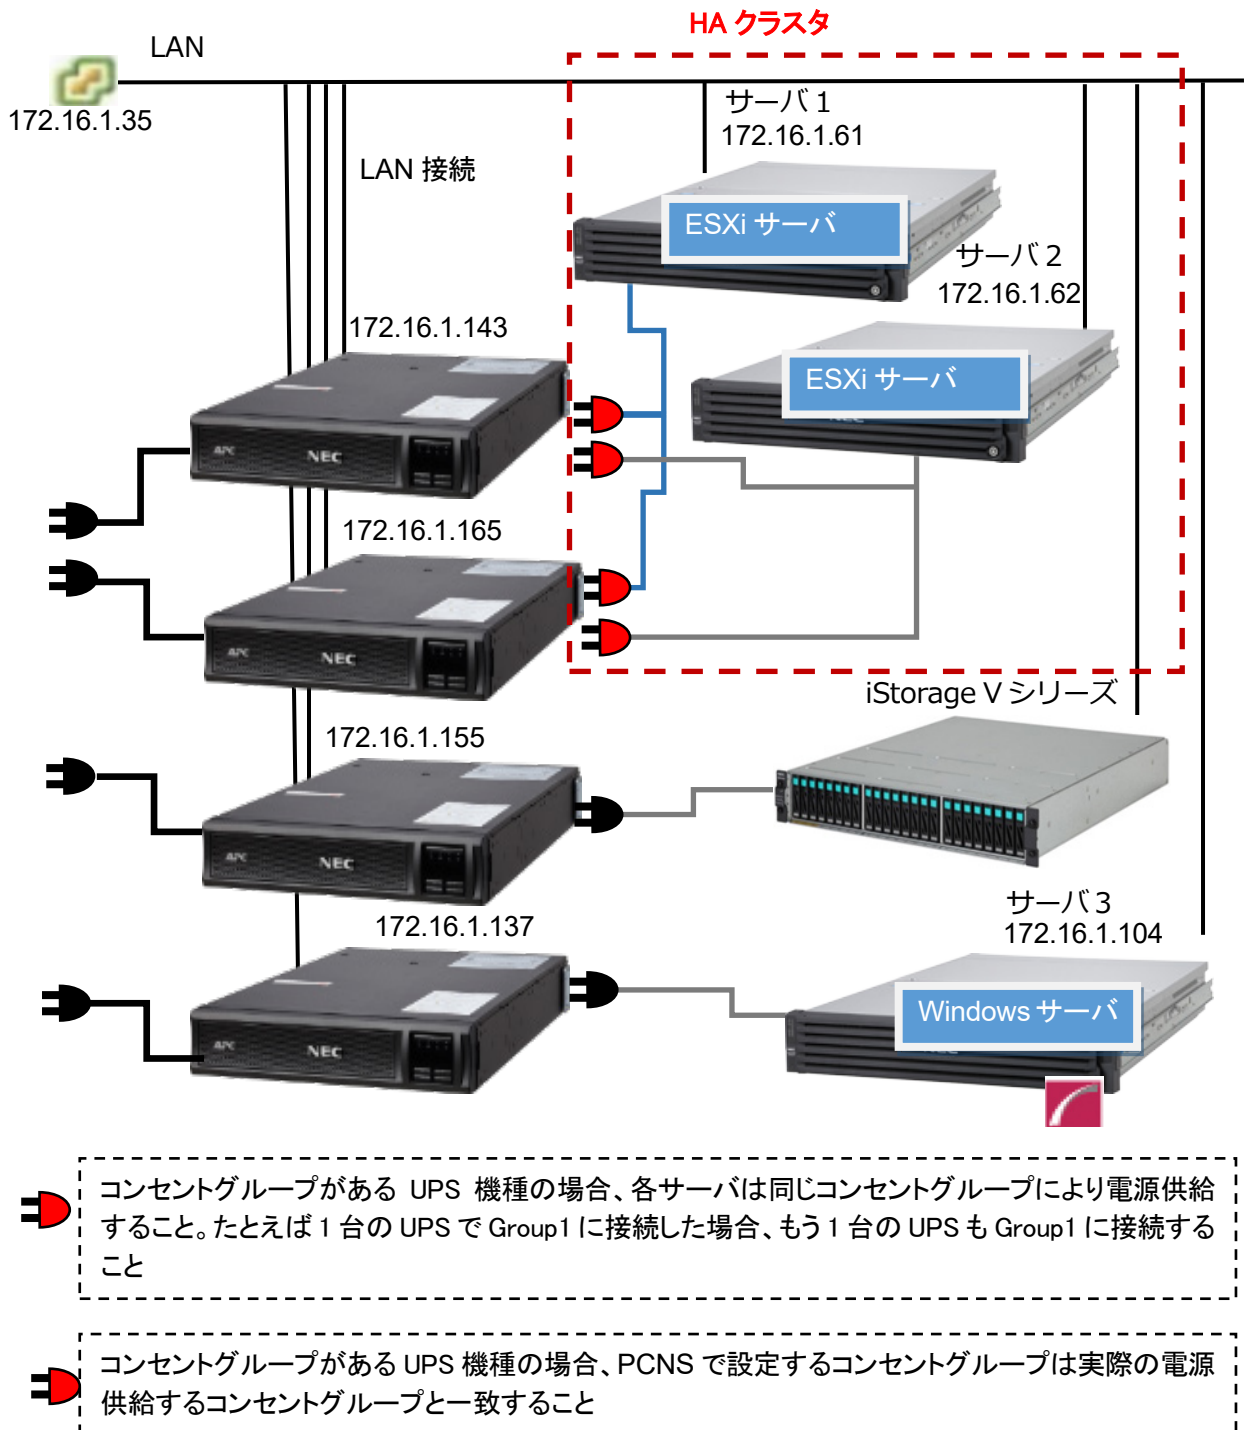 HA クラスタ
LAN
172.16.1.35
サーバ 1
172.16.1.61
LAN 接続
ESXi サーバ
サーバ 2
172.16.1.62
172.16.1.143
ESXi サーバ
NEC
APC NEC
172.16.1.165
APC NEC
iStorage V シリーズ
172.16.1.155
APC NEC
サーバ 3
172.16.1.104
172.16.1.137
Windows サーバ
NEC
APC NEC
コンセントグループがある UPS 機種の場合、各サーバは同じコンセントグループにより電源供給
すること。たとえば 1 台の UPS で Group1 に接続した場合、もう 1 台の UPS も Group1 に接続する
こと
コンセントグループがある UPS 機種の場合、PCNS で設定するコンセントグループは実際の電源
供給するコンセントグループと一致すること